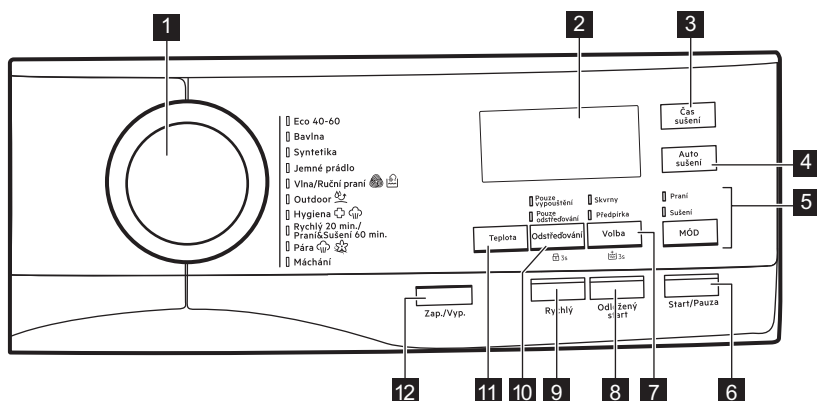 1
2
3
Čas
sušení
Auto
sušení
4
Eco 40-60
Bavlna
Syntetika
Jemné prádlo
Vlna/Ruční praní
Outdoor
Hygiena
Rychlý 20 min./
Praní&Sušení 60 min.
Pára
Máchání
Pouze
vypouštění
Pouze
odstřeďování
Skvrny
Předpírka
Praní
Sušení
5
Teplota
Odstřeďování
Volba
MÓD
3s
3s
Zap./Vyp.
Rychlý
Odložený
start
Start/Pauza
12
11
10
9
8
7
6